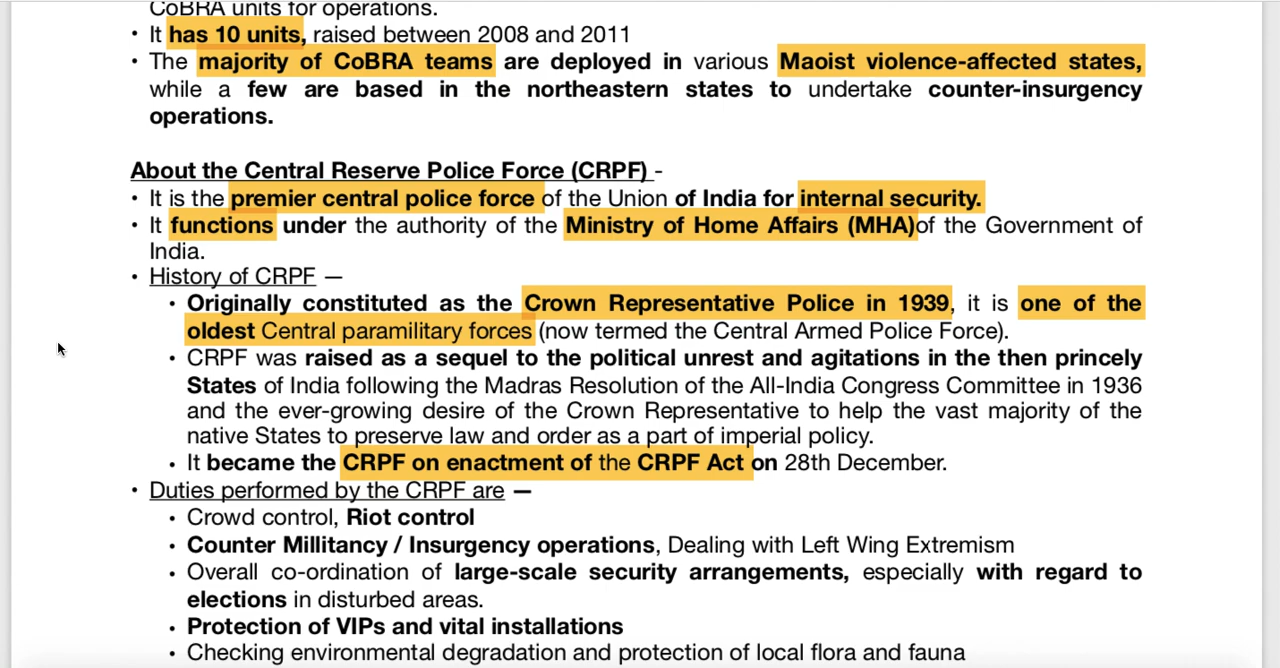 CoBRA units for operations.
• It has 10 units, raised between 2008 and 2011
• The majority of CoBRA teams are deployed in various Maoist violence-affected states,
while a few are based in the northeastern states to undertake counter-insurgency
operations.
About the Central Reserve Police Force (CRPF) -
• It is the premier central police force of the Union of India for internal security.
• It functions under the authority of the Ministry of Home Affairs (MHA)of the Government of
India.
• History of CRPF —
• Originally constituted as the Crown Representative Police in 1939, it is one of the
oldest Central paramilitary forces (now termed the Central Armed Police Force).
• CRPF was raised as a sequel to the political unrest and agitations in the then princely
States of India following the Madras Resolution of the All-India Congress Committee in 1936
and the ever-growing desire of the Crown Representative to help the vast majority of the
native States to preserve law and order as a part of imperial policy.
• It became the CRPF on enactment of the CRPF Act on 28th December.
• Duties performed by the CRPF are —
• Crowd control, Riot control
• Counter Millitancy / Insurgency operations, Dealing with Left Wing Extremism
• Overall co-ordination of large-scale security arrangements, especially with regard to
elections in disturbed areas.
• Protection of VIPs and vital installations
• Checking environmental degradation and protection of local flora and fauna